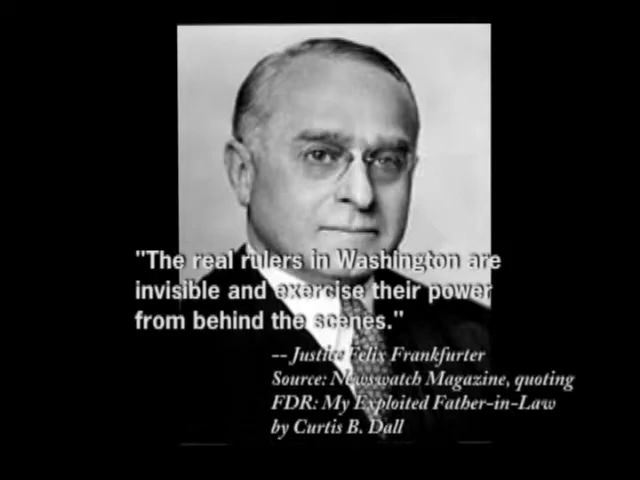 "The real rulers in Washington are
invisible and exercise their power
from behind the scenes."
-- Justice Felix Frankfurter
Source: Newswatch Magazine, quoting
FDR: My Exploited Father-in-Law
by Curtis B. Dall